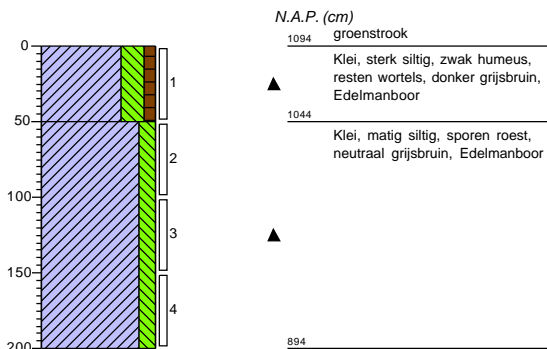 N.A.P. (cm)
0
1094 groenstrook
Klei, sterk siltig, zwak humeus,
resten wortels, donker grijsbruin,
Edelmanboor
1
50
1044
Klei, matig siltig, sporen roest,
neutraal grijsbruin, Edelmanboor
2
100
3
150
4
200
894